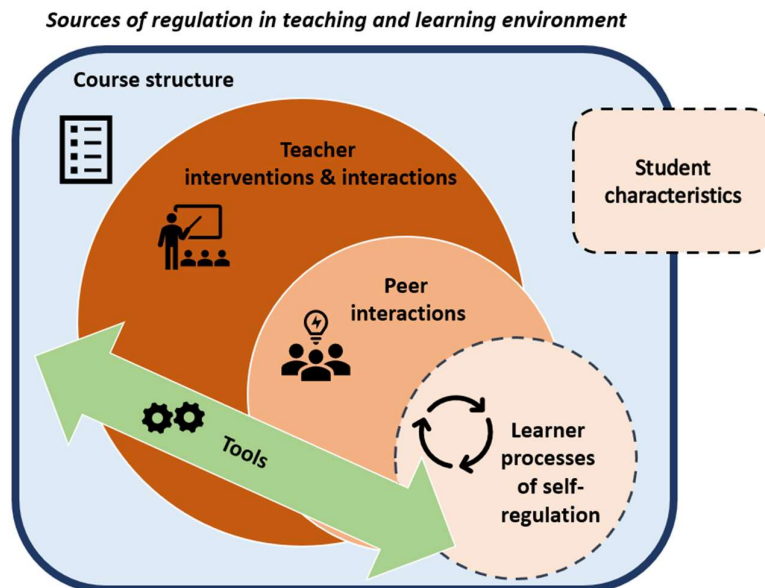 Sources of regulation in teaching and learning environment
Course structure
Teacher
interventions & interactions
Student
characteristics
Peer
interactions
Tools
Learner
processes
of self-
regulation